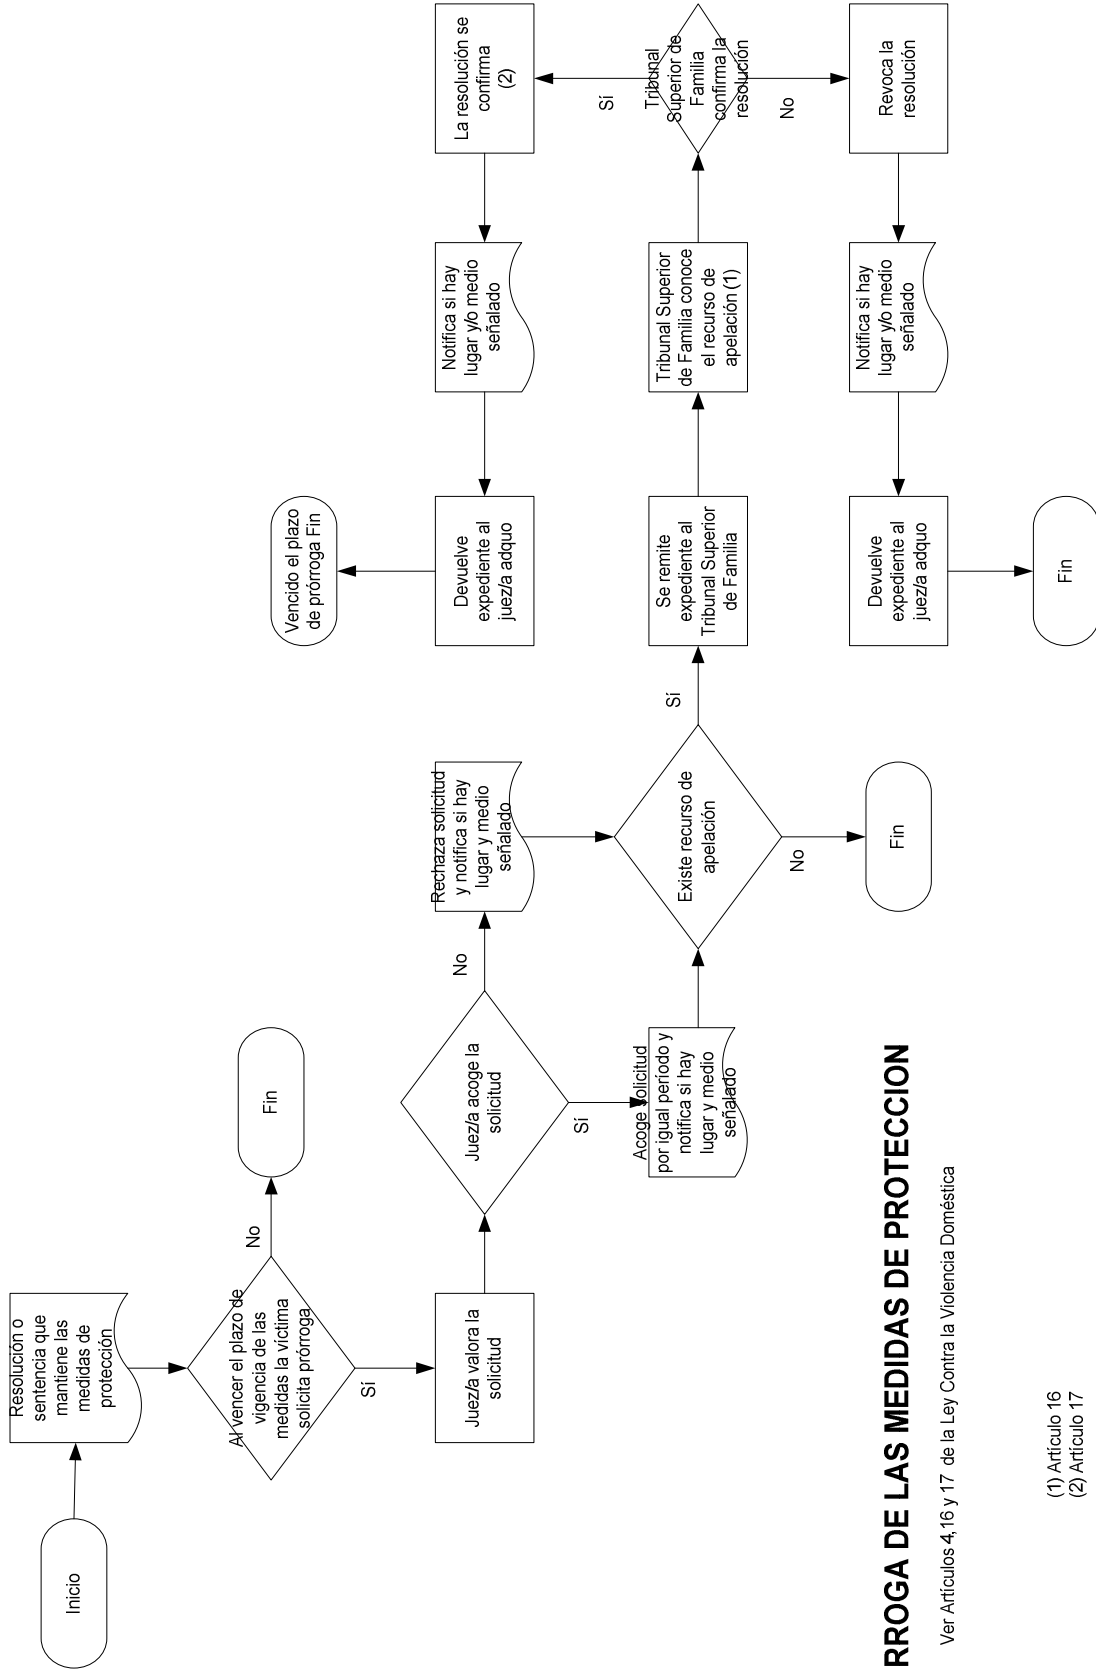 Inicio
Resolución o
sentencia que
mantiene las
medidas de
protección
Al vencer el plazo de
vigencia de las
medidas la víctima
solicita prórroga
No
Fin
Sí
Juez/a valora la
solicitud
Juez/a acoge la
solicitud
No
Rechaza solicitud
y notifica si hay
lugar y medio
señalado
Sí
Acoge solicitud
por igual período y
notifica si hay
lugar y medio
señalado
Existe recurso de
apelación
No
Fin
Sí
Se remite
expediente al
Tribunal Superior
de Familia
Tribunal Superior
de Familia conoce
el recurso de
apelación (1)
Tribunal
Superior de
Familia
confirma la
resolución
Sí
La resolución se
confirma
(2)
Notifica si hay
lugar y/o medio
señalado
Devuelve
expediente al
juez/a adquo
Vencido el plazo
de prórroga Fin
No
Revoca la
resolución
Notifica si hay
lugar y/o medio
señalado
Devuelve
expediente al
juez/a adquo
Fin
RROGA DE LAS MEDIDAS DE PROTECCION
Ver Artículos 4,16 y 17 de la Ley Contra la Violencia Doméstica
(1) Artículo 16
(2) Artículo 17